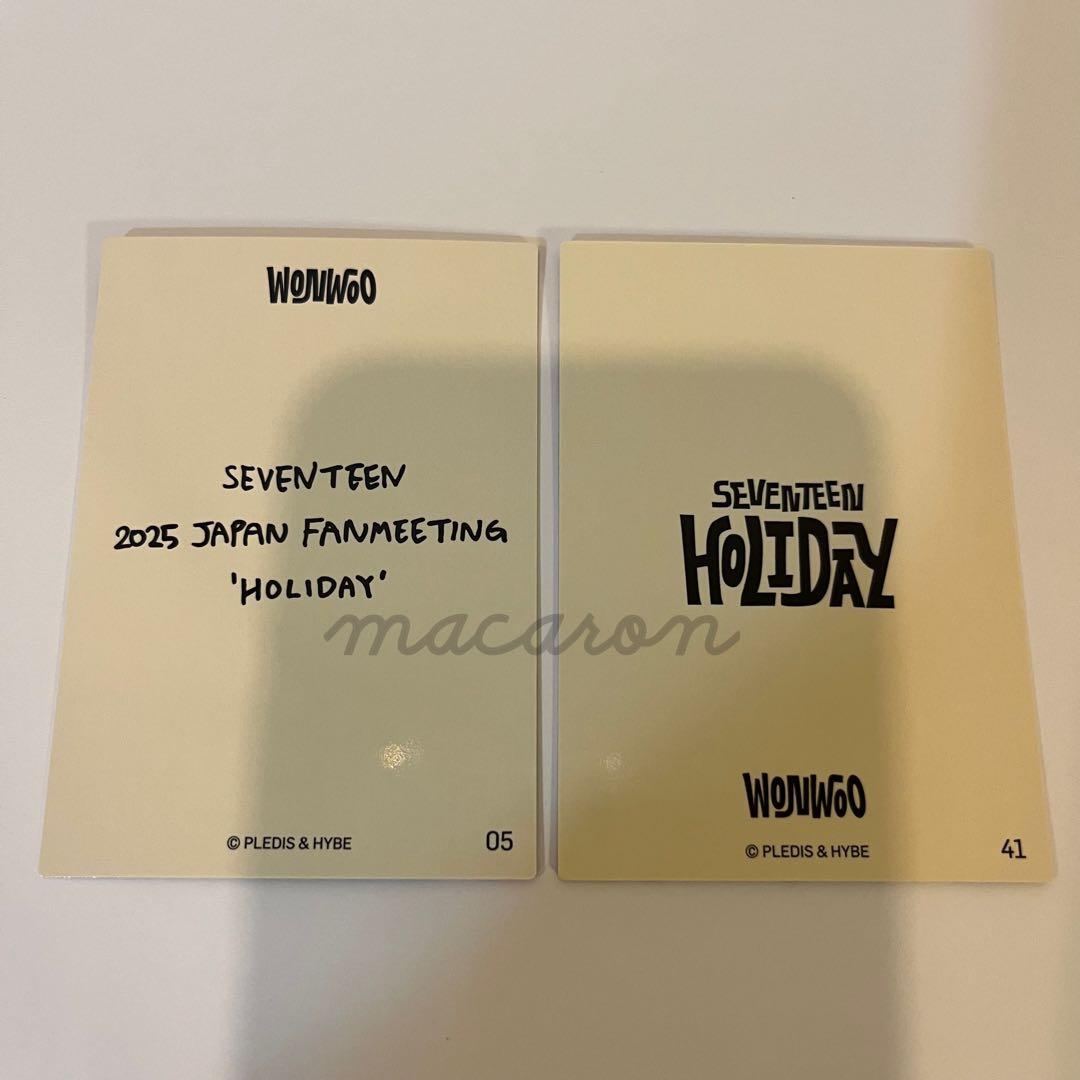 WONWOO
SEVENTEEN
2025 JAPAN FANMEETING
'HOLIDAY'
© PLEDIS & HYBE
05
SEVENTEEN
HOLIDAY
WONWOO
© PLEDIS & HYBE
41
macaron